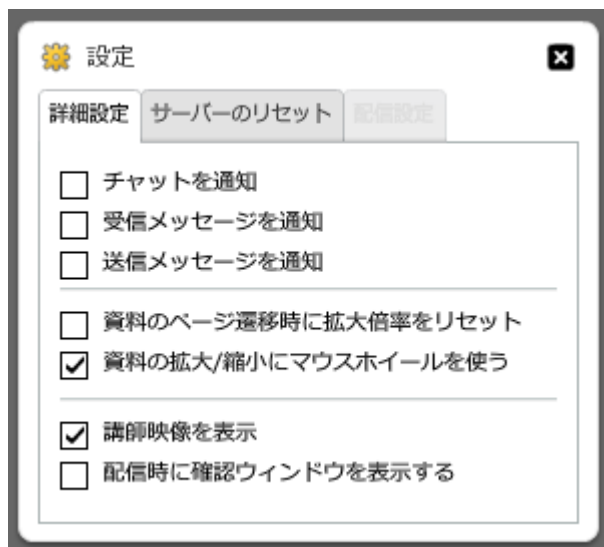 設定
詳細設定 サーバーのリセット 配信設定
チャットを通知
受信メッセージを通知
送信メッセージを通知
資料のページ遷移時に拡大倍率をリセット
資料の拡大/縮小にマウスホイールを使う
講師映像を表示
配信時に確認ウィンドウを表示する